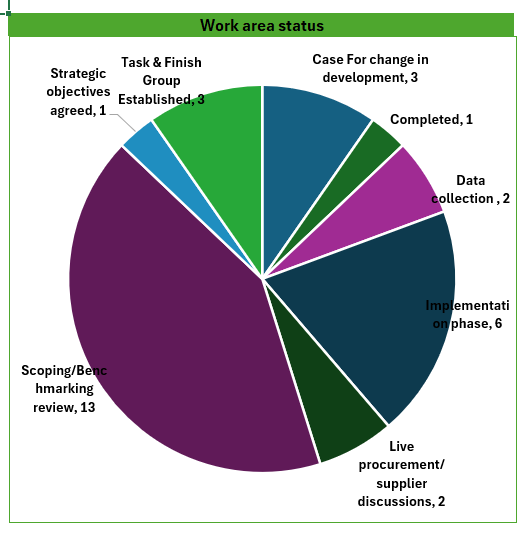 Work area status
Case For change in
development, 3
Completed, 1
Data
collection , 2
Implementati
on phase, 6
Live
procurement/
supplier
discussions, 2
Scoping/Benc
hmarking
review, 13
Strategic
objectives
agreed, 1
Task & Finish
Group
Established, 3